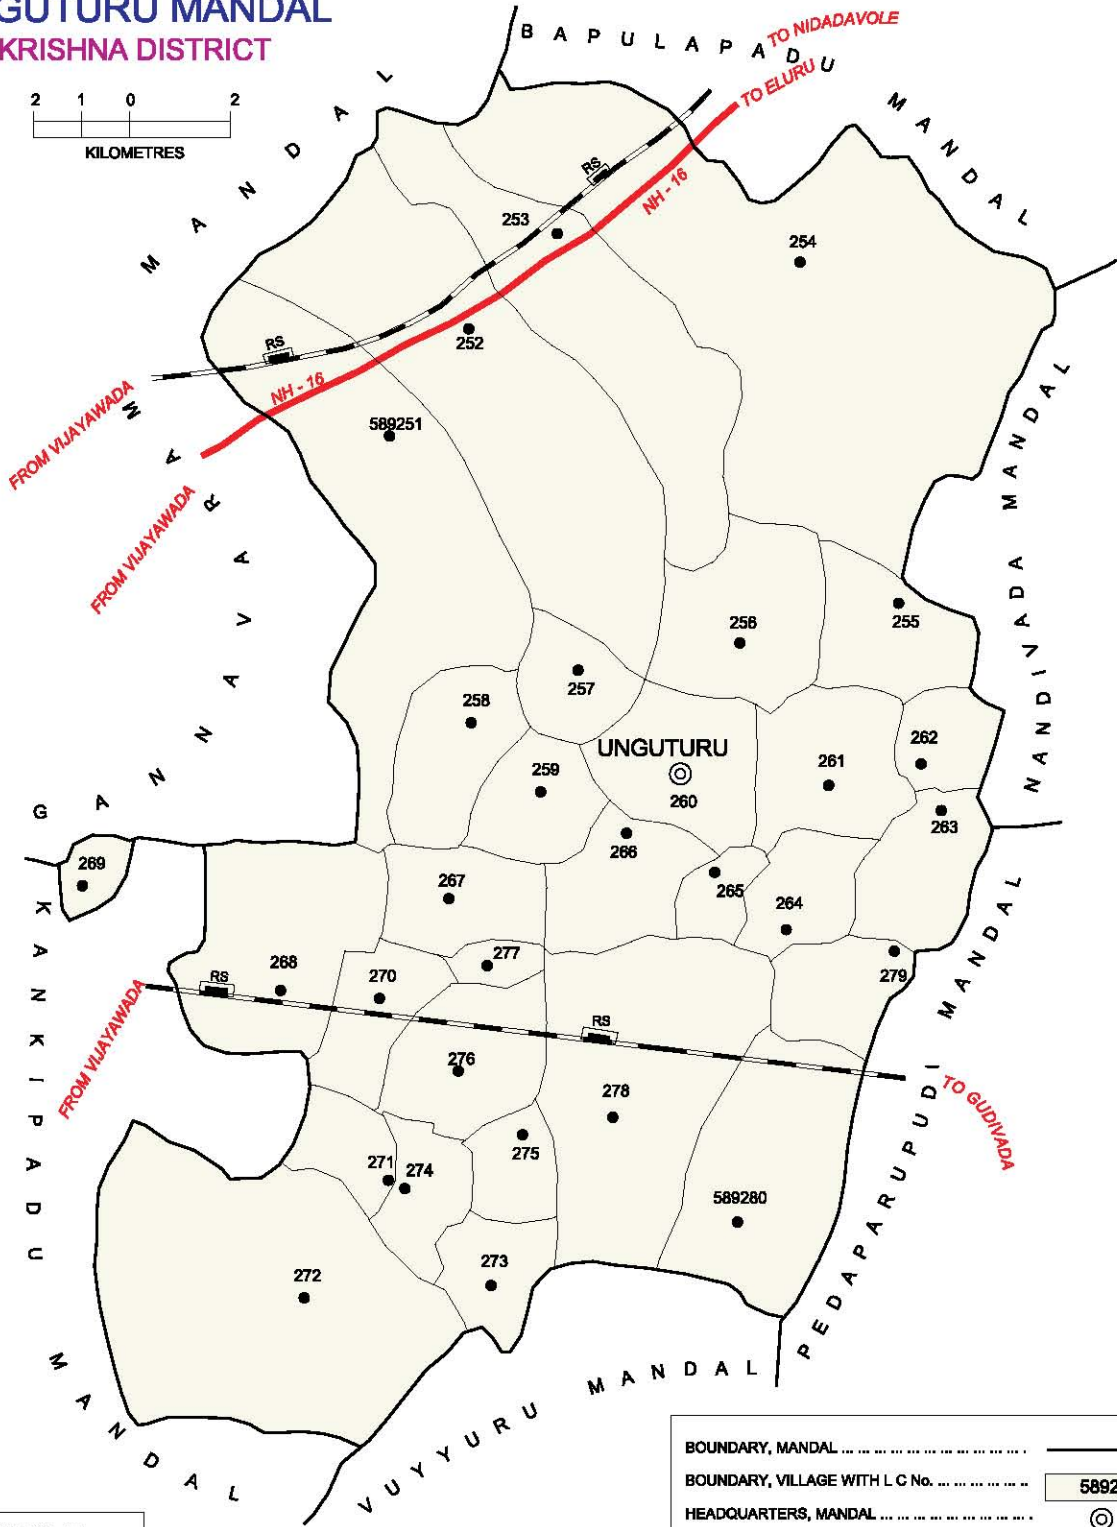 GUTURU MANDAL
KRISHNA DISTRICT
2 1 0 2
KILOMETRES
BAPULAPADU MANDAL
TO NIDADAVOLE
TO ELURU
RS
NH - 16
253
254
252
RS
NH - 16
589251
FROM VIJAYAWADA
FROM VIJAYAWADA
GANNAVARAM MANDAL
NANDIVADA MANDAL
255
256
257
258
UNGUTURU
260
259
261
262
263
266
265
264
269
267
277
279
268
270
RS
RS
FROM VIJAYAWADA
276
278
TO GUDIVADA
275
271
274
589280
273
272
KANKIPADU MANDAL
PEDAPARUPUDI MANDAL
VUYYURU MANDAL
BOUNDARY, MANDAL
BOUNDARY, VILLAGE WITH L C No. 5892
HEADQUARTERS, MANDAL